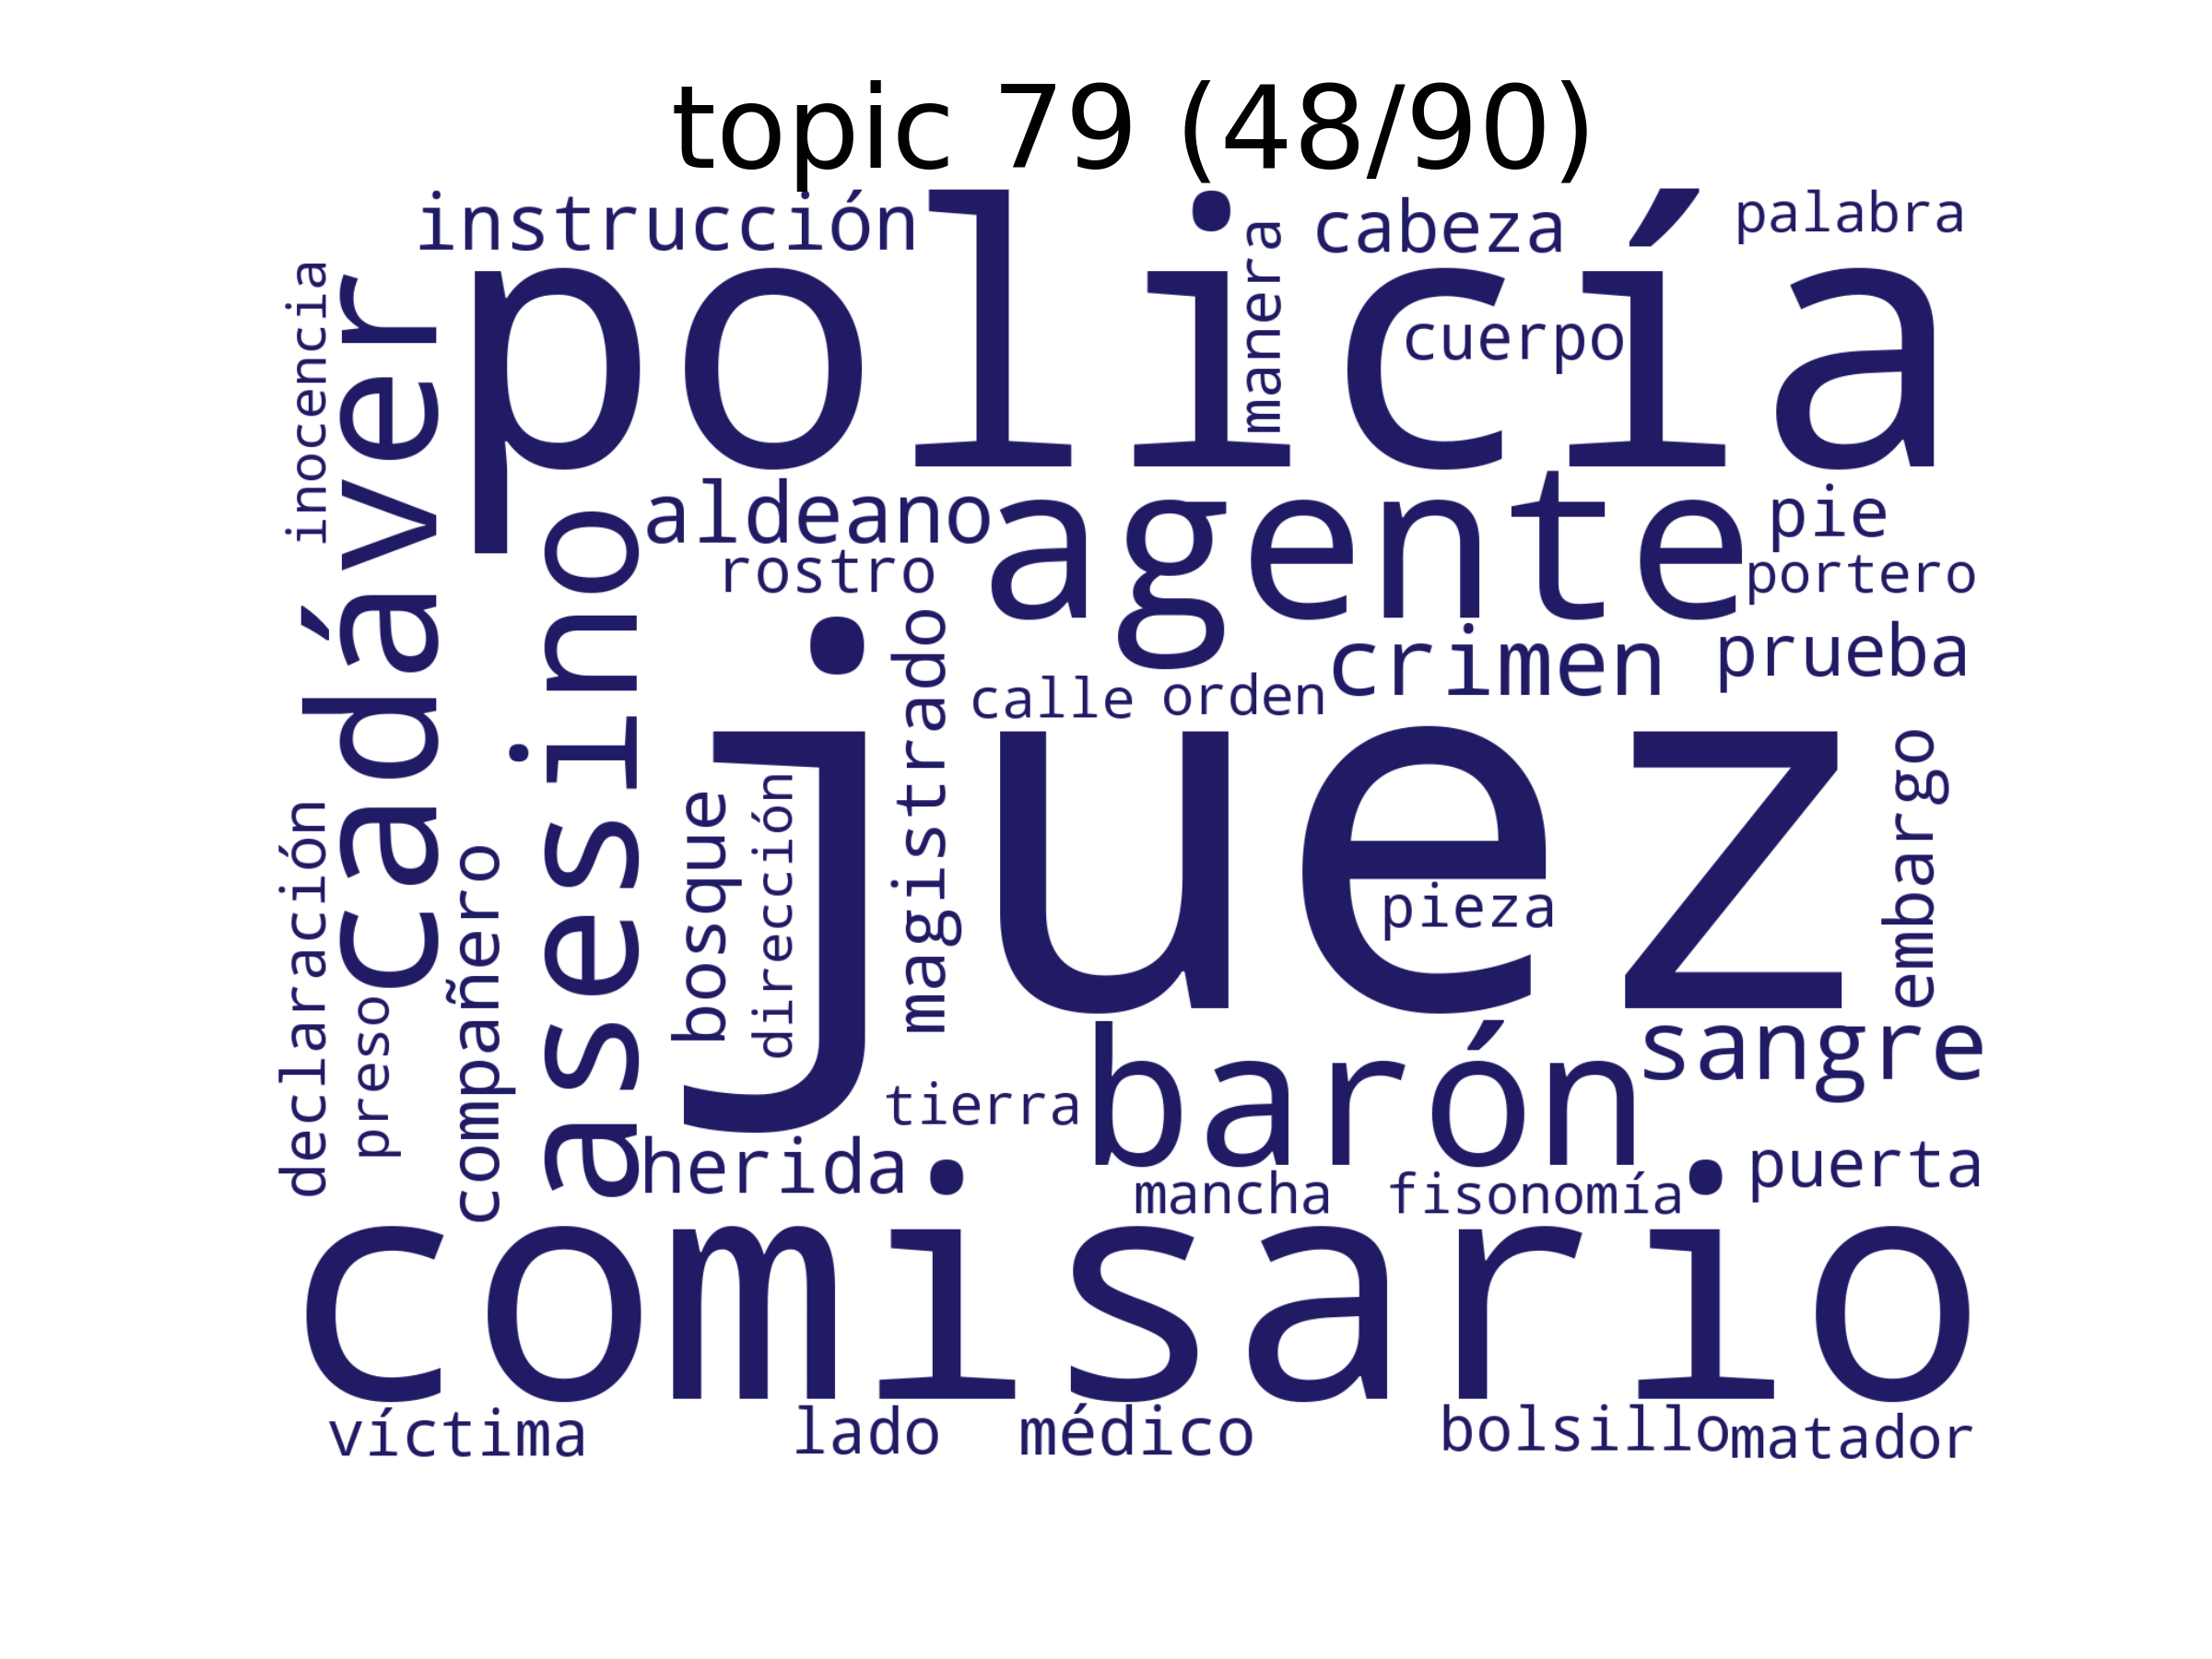 topic 79 (48/90)
instrucción
policía
manera
cabeza
palabra
cuerpo
inocencia
cadáver
asesino
aldeano
rostro
agente
pie
portero
crimen
prueba
magistrado
calle
orden
juez
pieza
embargo
bosque
dirección
declaración
preso
compañero
barón
sangre
tierra
herida
mancha
fisonomía
puerta
comisario
víctima
lado
médico
bolsillo
matador